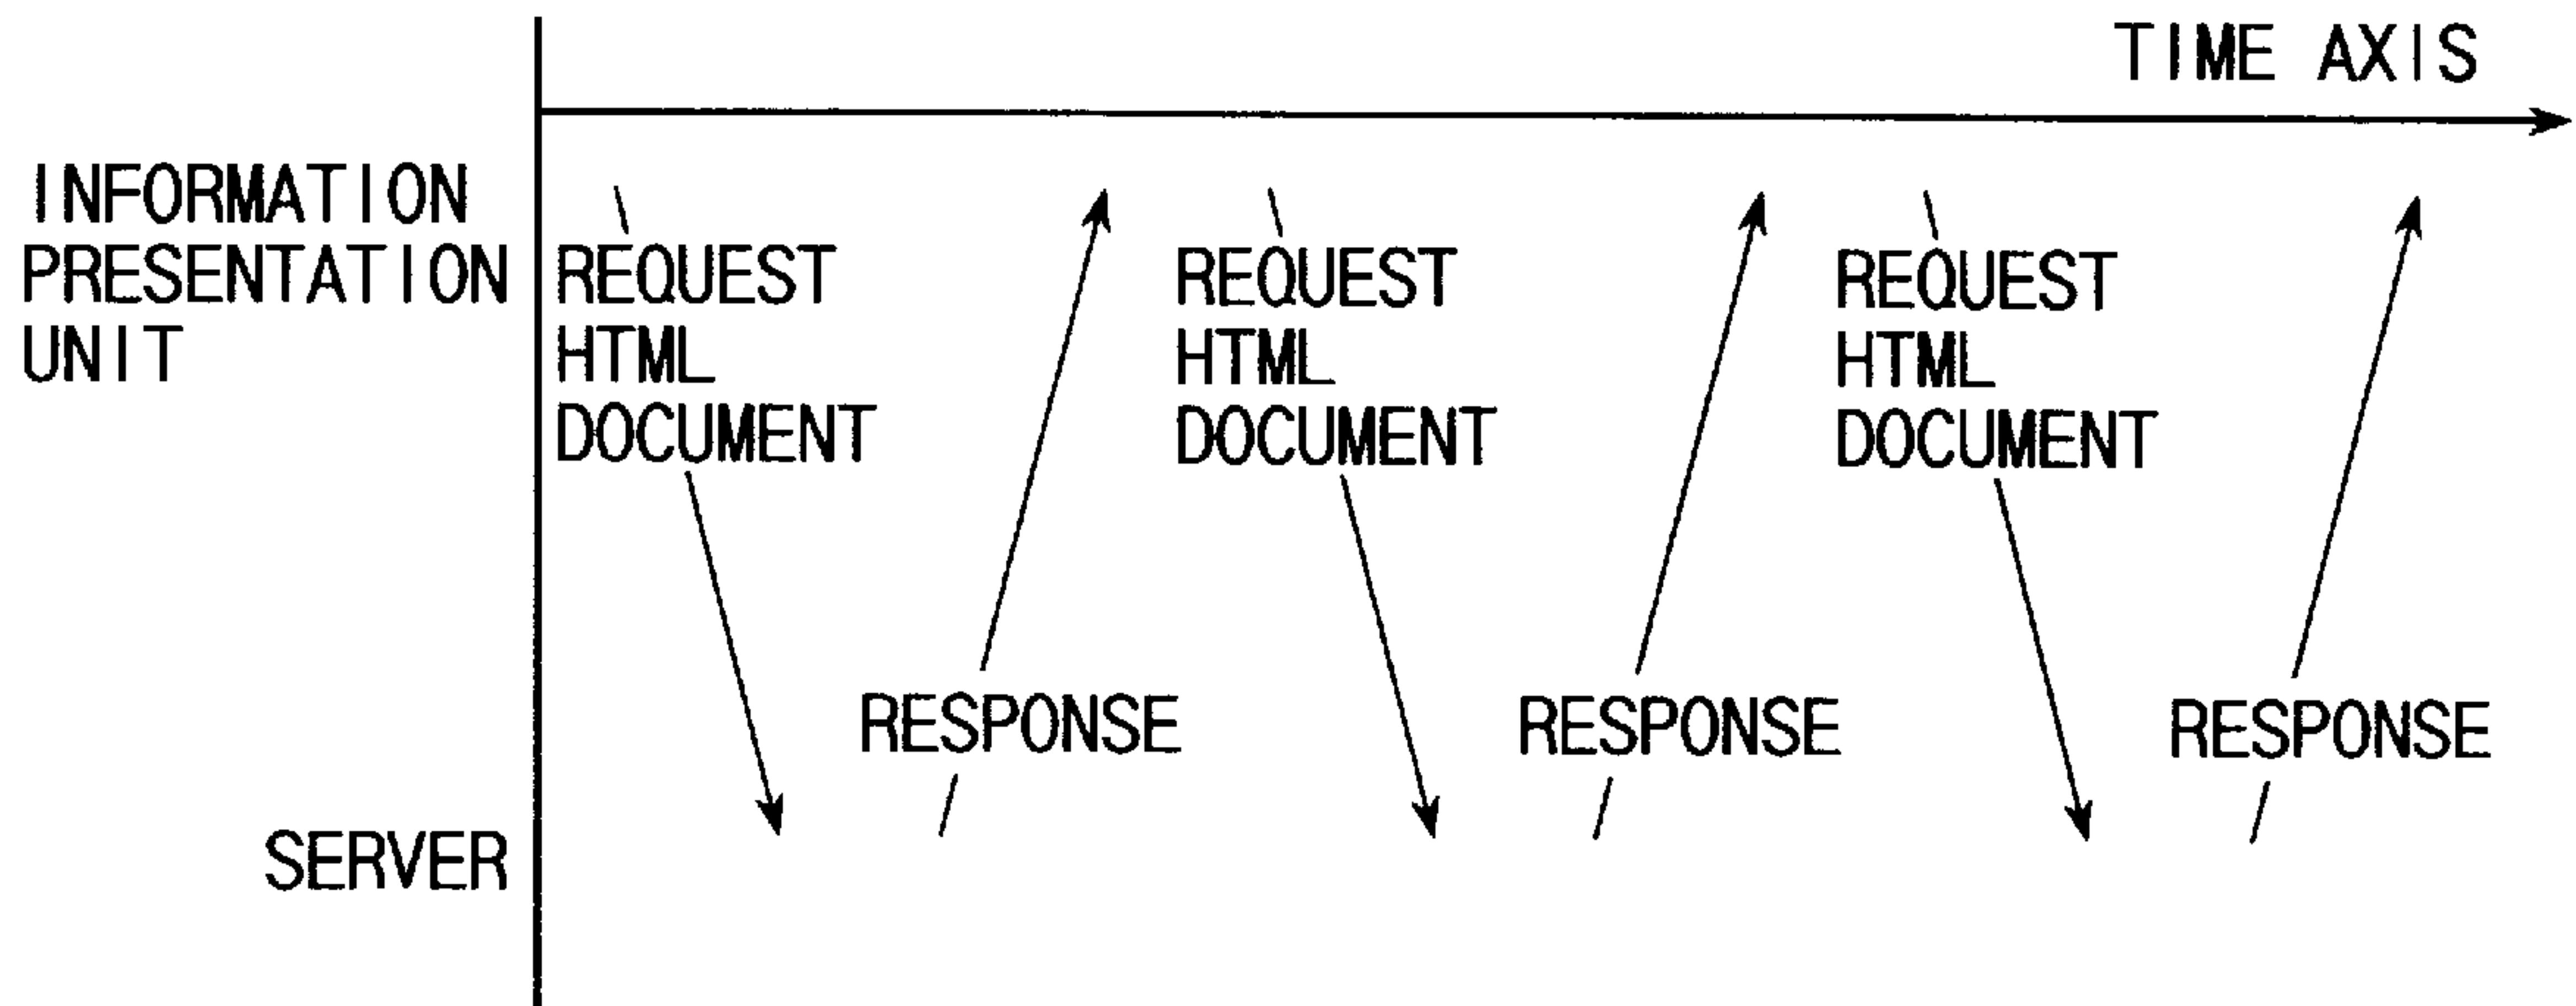 TIME AXIS
INFORMATION
PRESENTATION
UNIT
REQUEST
HTML
DOCUMENT
REQUEST
HTML
DOCUMENT
REQUEST
HTML
DOCUMENT
RESPONSE
RESPONSE
RESPONSE
SERVER